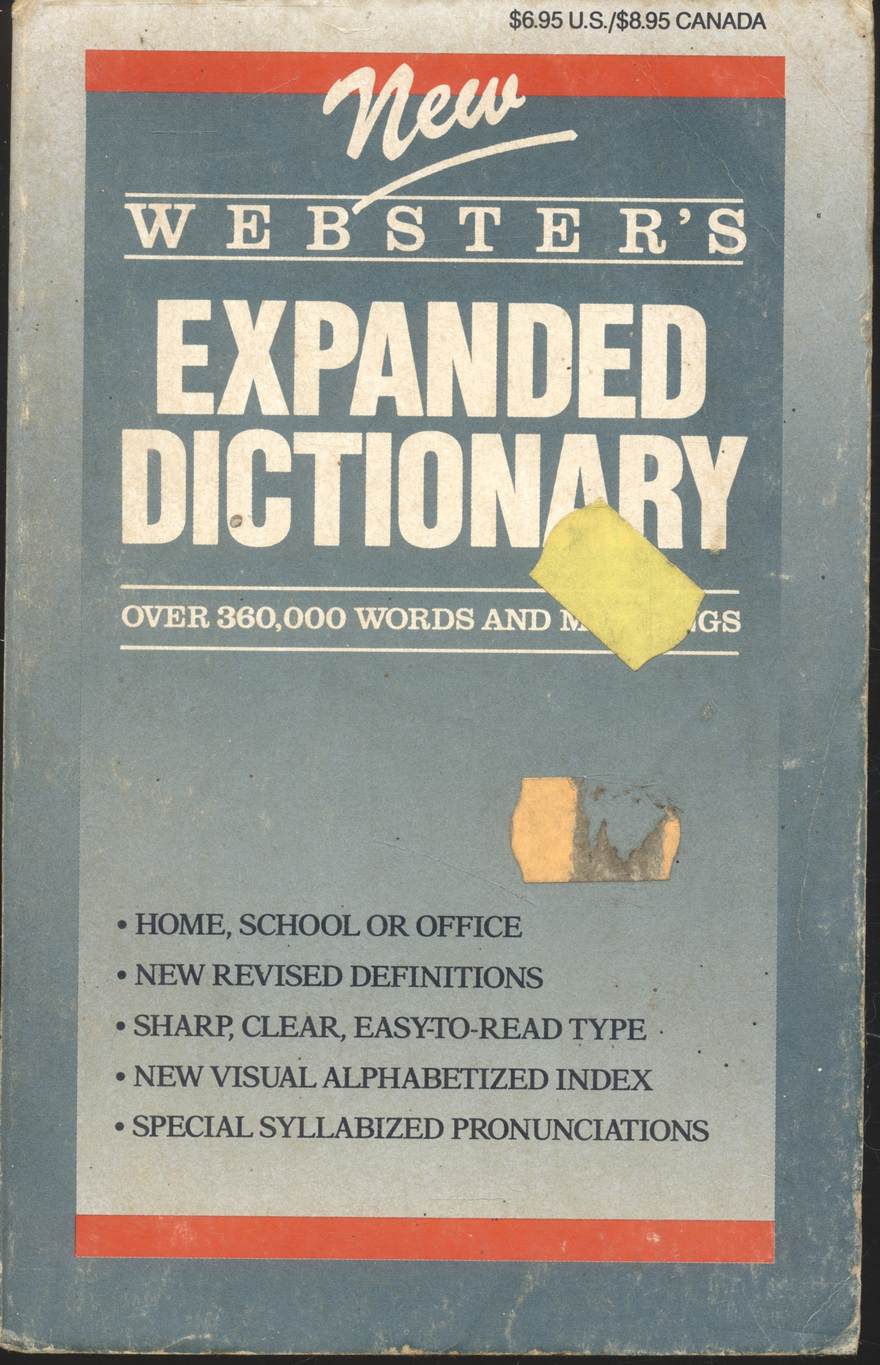 $6.95 U.S./$8.95 CANADA
New
WEBSTER'S
EXPANDED
DICTIONARY
OVER 360,000 WORDS AND
• HOME, SCHOOL OR OFFICE
• NEW REVISED DEFINITIONS
• SHARP, CLEAR, EASY-TO-READ TYPE
• NEW VISUAL ALPHABETIZED INDEX
• SPECIAL SYLLABIZED PRONUNCIATIONS